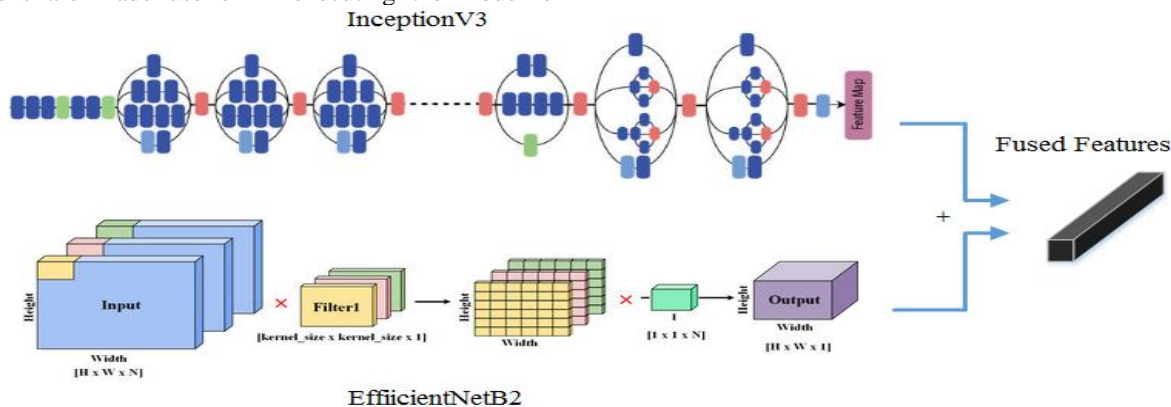 InceptionV3
Feature Map
Fused Features
+
Height
Input
Width
[H x W x N]
×
Filter1
[kernel_size x kernel_size x 1]
Height
Width
×
1
[1 x 1 x N]
Height
Output
Width
[H x W x 1]
EffiicientNetB2